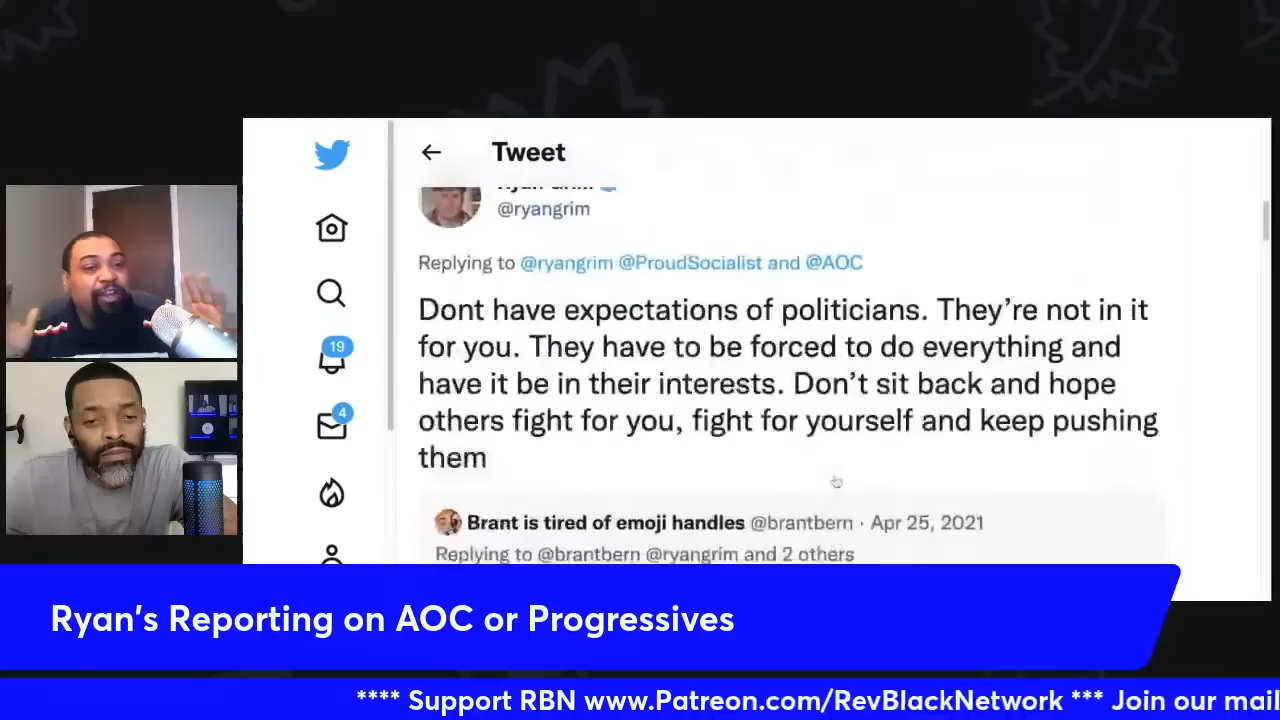 Tweet
@ryangrim
Replying to @ryangrim @ProudSocialist and @AOC
Dont have expectations of politicians. They're not in it
for you. They have to be forced to do everything and
have it be in their interests. Don't sit back and hope
others fight for you, fight for yourself and keep pushing
them
19
4
Brant is tired of emoji handles @brantbern · Apr 25, 2021
Replying to @brantbern @ryangrim and 2 others
Ryan's Reporting on AOC or Progressives
**** Support RBN www.Patreon.com/RevBlackNetwork *** Join our mail